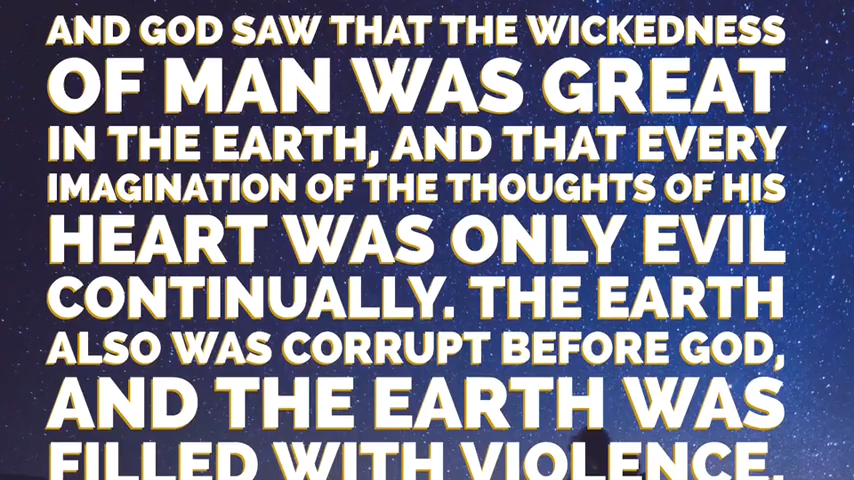 AND GOD SAW THAT THE WICKEDNESS
OF MAN WAS GREAT
IN THE EARTH, AND THAT EVERY
IMAGINATION OF THE THOUGHTS OF HIS
HEART WAS ONLY EVIL
CONTINUALLY. THE EARTH
ALSO WAS CORRUPT BEFORE GOD,
AND THE EARTH WAS
FILLED WITH VIOLENCE.